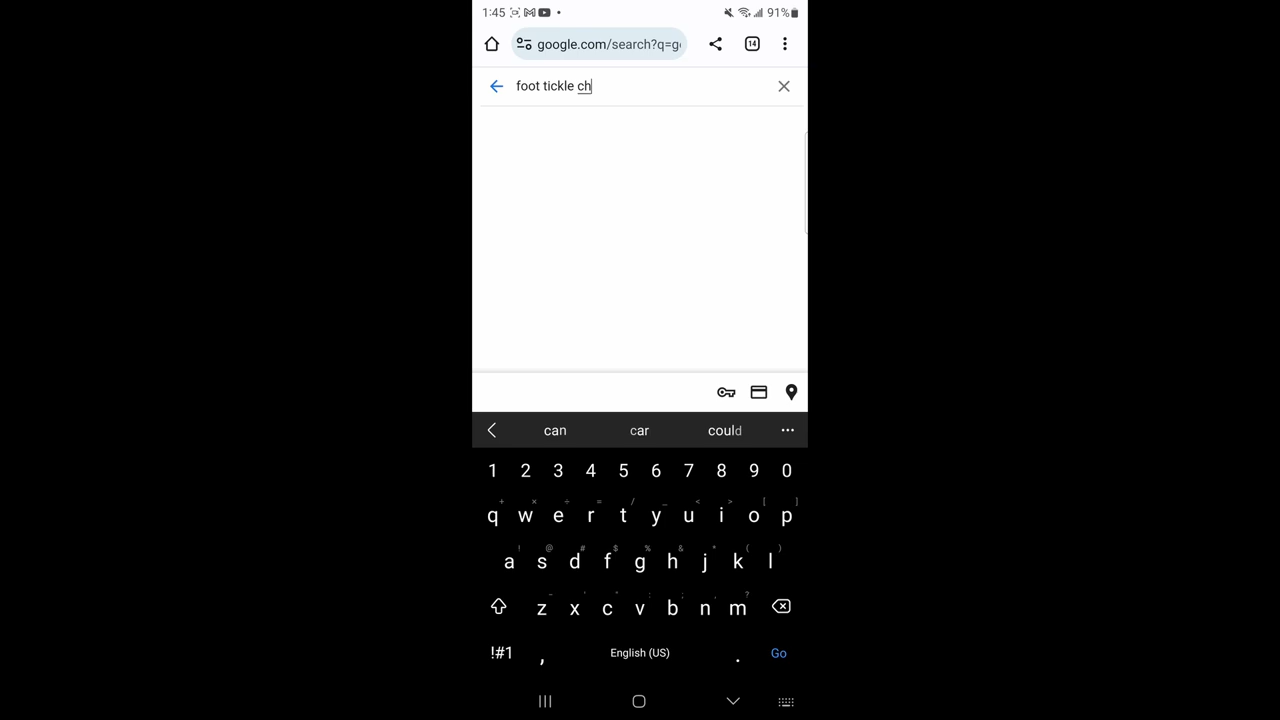 1:45 91%
google.com/search?q=g
14
foot tickle ch
can car could
1 2 3 4 5 6 7 8 9 0
+ × ÷ = / _ < > [ ]
q w e r t y u i o p
! @ # $ % & * ( )
a s d f g h j k l
- ' " : ; , ?
z x c v b n m
!#1 , English (US) . Go